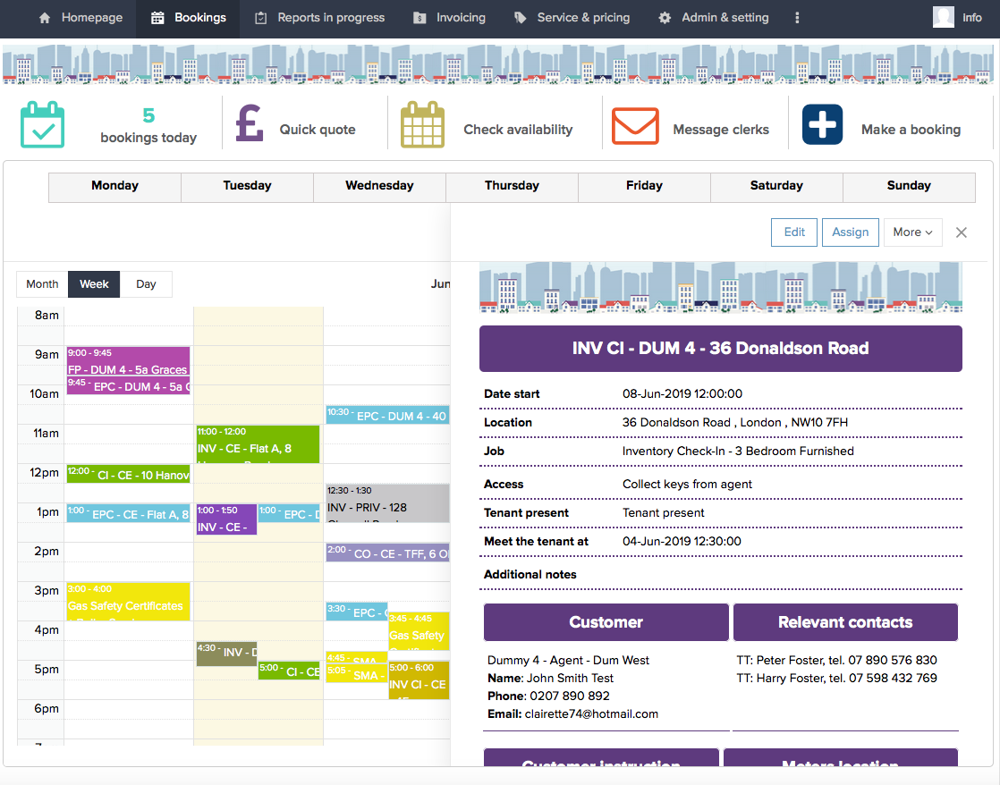 Homepage
Bookings
Reports in progress
Invoicing
Service & pricing
Admin & setting
Info
5
bookings today
£
Quick quote
Check availability
Message clerks
Make a booking
Monday Tuesday Wednesday Thursday Friday Saturday Sunday
Edit Assign More
Month Week Day
Jun
8am
9am
10am
11am
12pm
1pm
2pm
3pm
4pm
5pm
6pm
9:00 - 9:45
FP - DUM 4 - 5a Graces
9:45 - EPC - DUM 4 - 5a
12:00 - CI - CE - 10 Hanov
1:00 - EPC - CE - Flat A, 8
3:00 - 4:00
Gas Safety Certificates
11:00 - 12:00
INV - CE - Flat A, 8
1:00 - 1:50
INV - CE -
1:00 - EPC -
4:30 - INV -
5:00 - CI - CE
10:30 - EPC - DUM 4 - 40
12:30 - 1:30
INV - PRIV - 128
2:00 - CO - CE - TFF, 6
3:30 - EPC -
3:45 - 4:45
Gas Safety
4:45 - SMA
5:05 - SMA -
5:00 - 6:00
INV CI - CE
INV CI - DUM 4 - 36 Donaldson Road
Date start 08-Jun-2019 12:00:00
Location 36 Donaldson Road , London , NW10 7FH
Job Inventory Check-In - 3 Bedroom Furnished
Access Collect keys from agent
Tenant present Tenant present
Meet the tenant at 04-Jun-2019 12:30:00
Additional notes
Customer
Dummy 4 - Agent - Dum West
Name: John Smith Test
Phone: 0207 890 892
Email: clairette74@hotmail.com
Relevant contacts
TT: Peter Foster, tel. 07 890 576 830
TT: Harry Foster, tel. 07 598 432 769
Customer instruction
Meters location